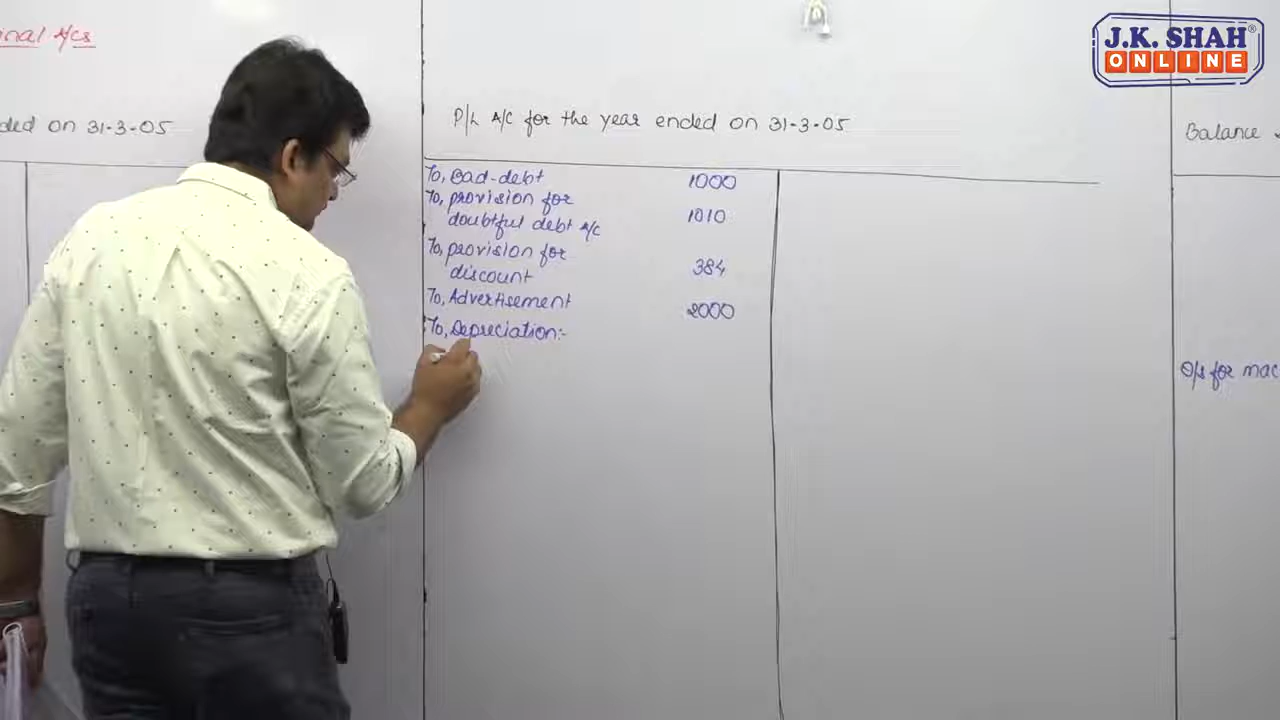 inal A/cs
ded on 31-3-05
P/L A/C for the year ended on 31-3-05
To, Bad-debt 1000
To, provision for
doubtful debt A/C 1010
To, provision for
discount 384
To, Advertisement 2000
To, Depreciation:-
Balance
O/s for mac
J.K. SHAH®
ONLINE